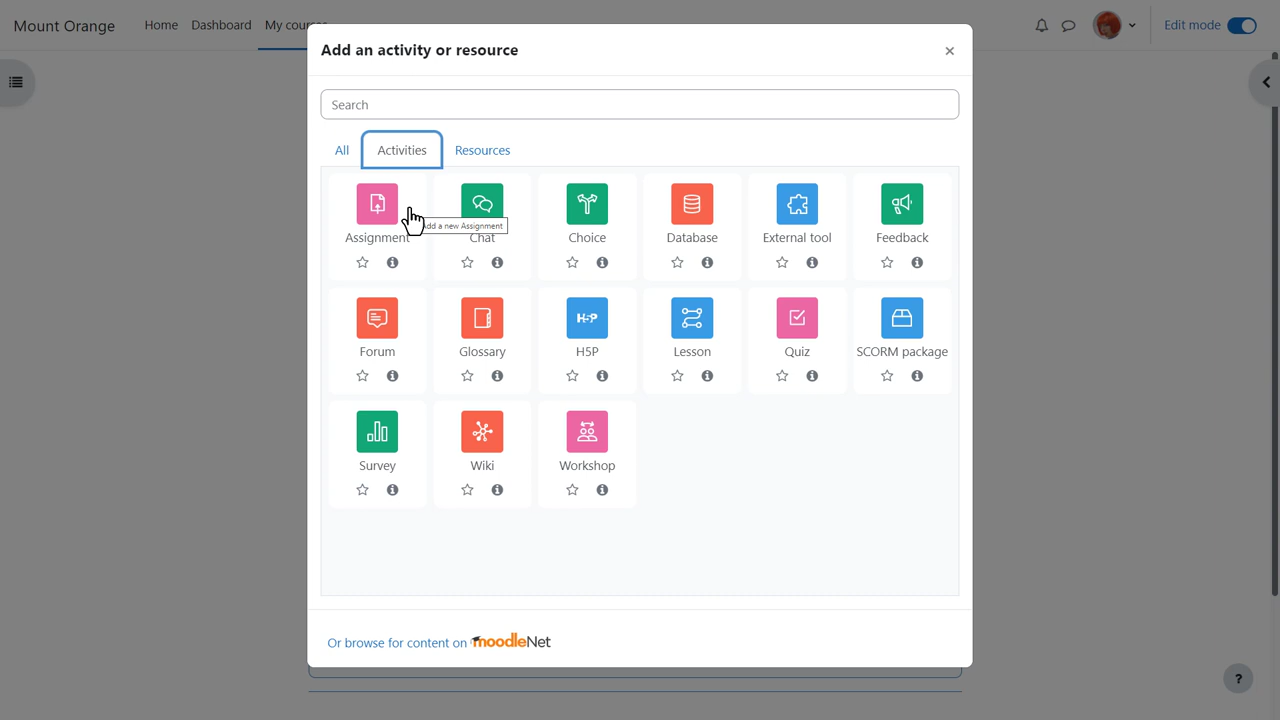 Mount Orange
Home
Dashboard
My cour
Edit mode
Add an activity or resource
Search
All
Activities
Resources
Assignment
Chat
Choice
Database
External tool
Feedback
Add a new Assignment
Forum
Glossary
H5P
H5P
Lesson
Quiz
SCORM package
Survey
Wiki
Workshop
Or browse for content on moodleNet
?